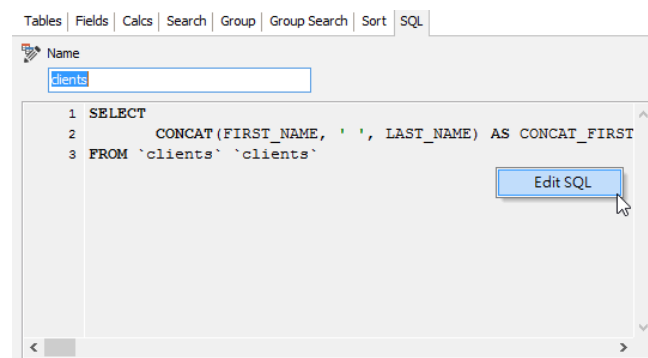 Tables Fields Calcs Search Group Group Search Sort SQL
Name
clients
1 SELECT
2 CONCAT(FIRST_NAME, ' ', LAST_NAME) AS CONCAT_FIRST
3 FROM `clients` `clients`
Edit SQL